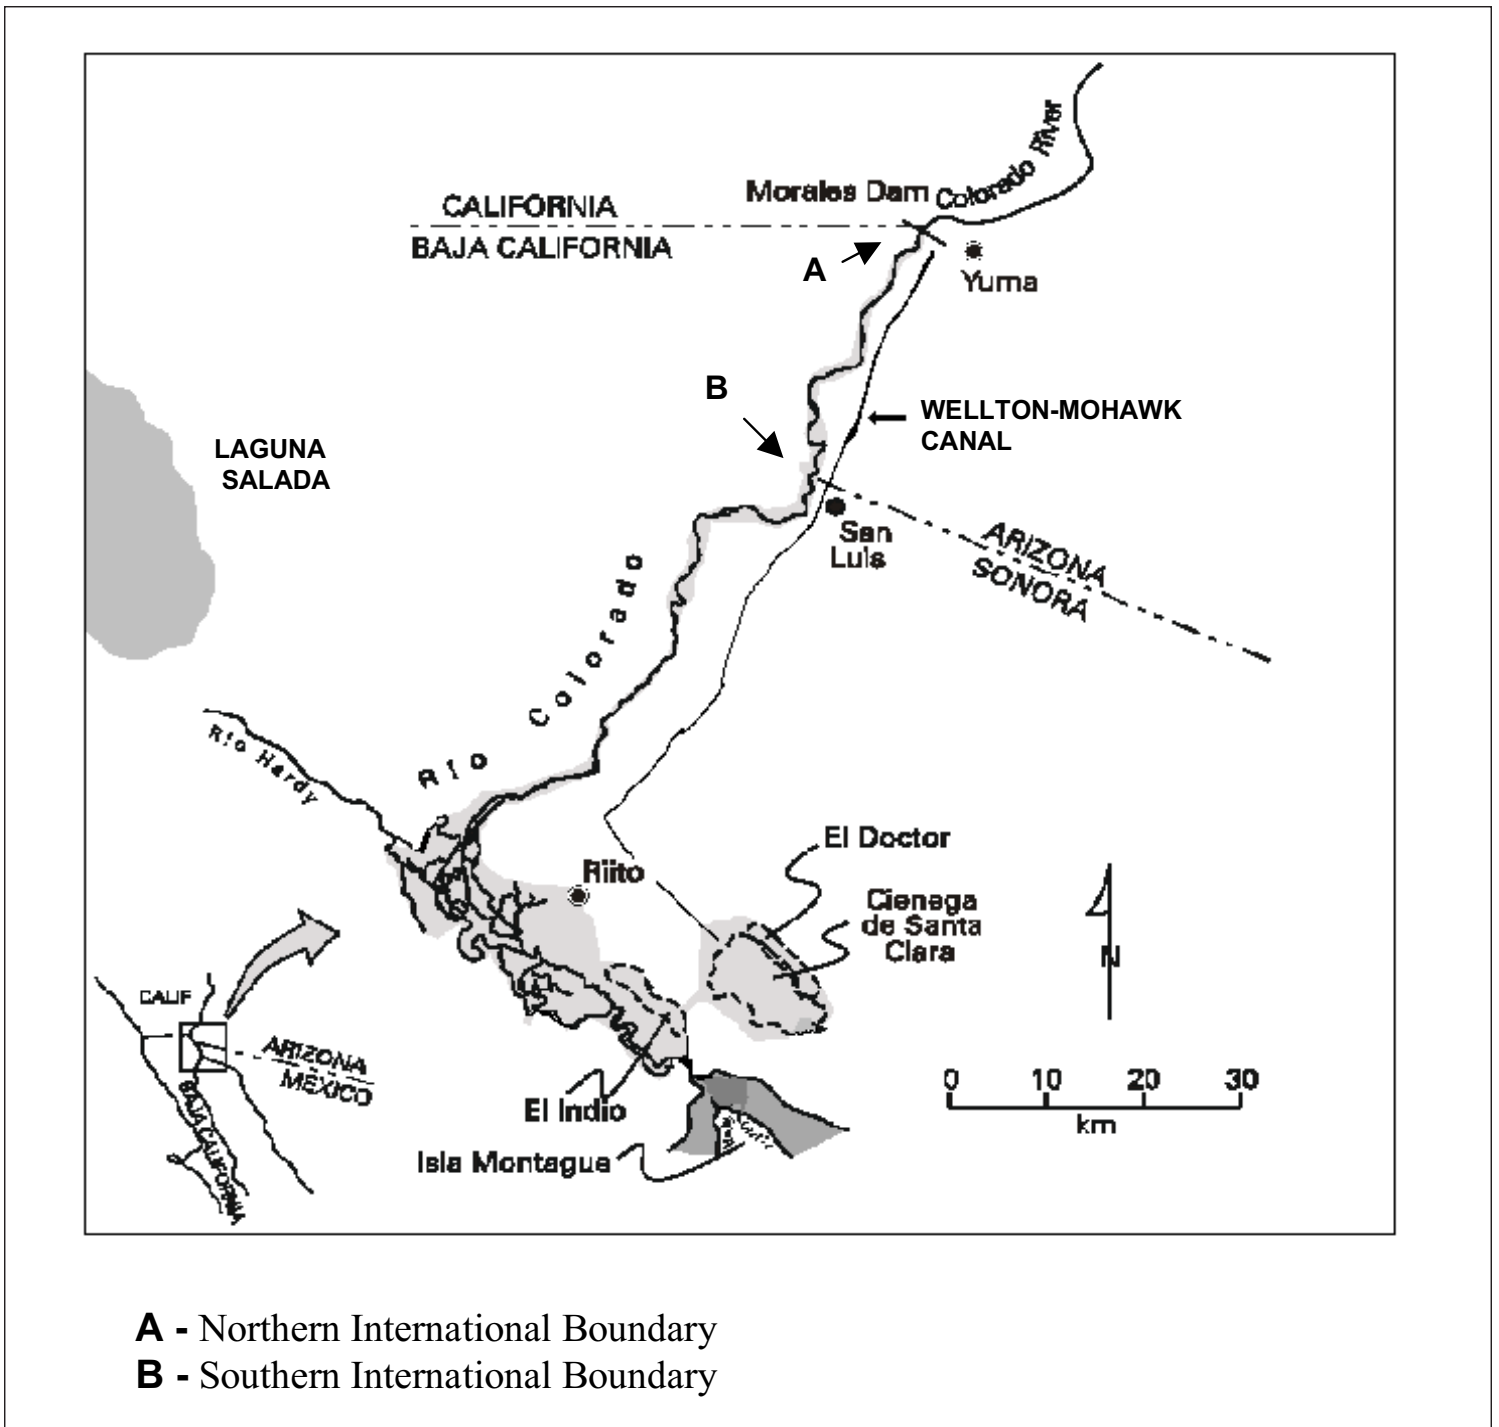 Colorado River
Morales Dam
CALIFORNIA
BAJA CALIFORNIA
A
Yuma
B
WELLTON-MOHAWK
CANAL
LAGUNA
SALADA
San
Luis
ARIZONA
SONORA
Río Colorado
Río Hardy
El Doctor
Riito
Cienega
de Santa
Clara
N
CALIF
ARIZONA
MEXICO
BAJA CALIFORNIA
0 10 20 30
km
El Indio
Isla Montague
A - Northern International Boundary
B - Southern International Boundary